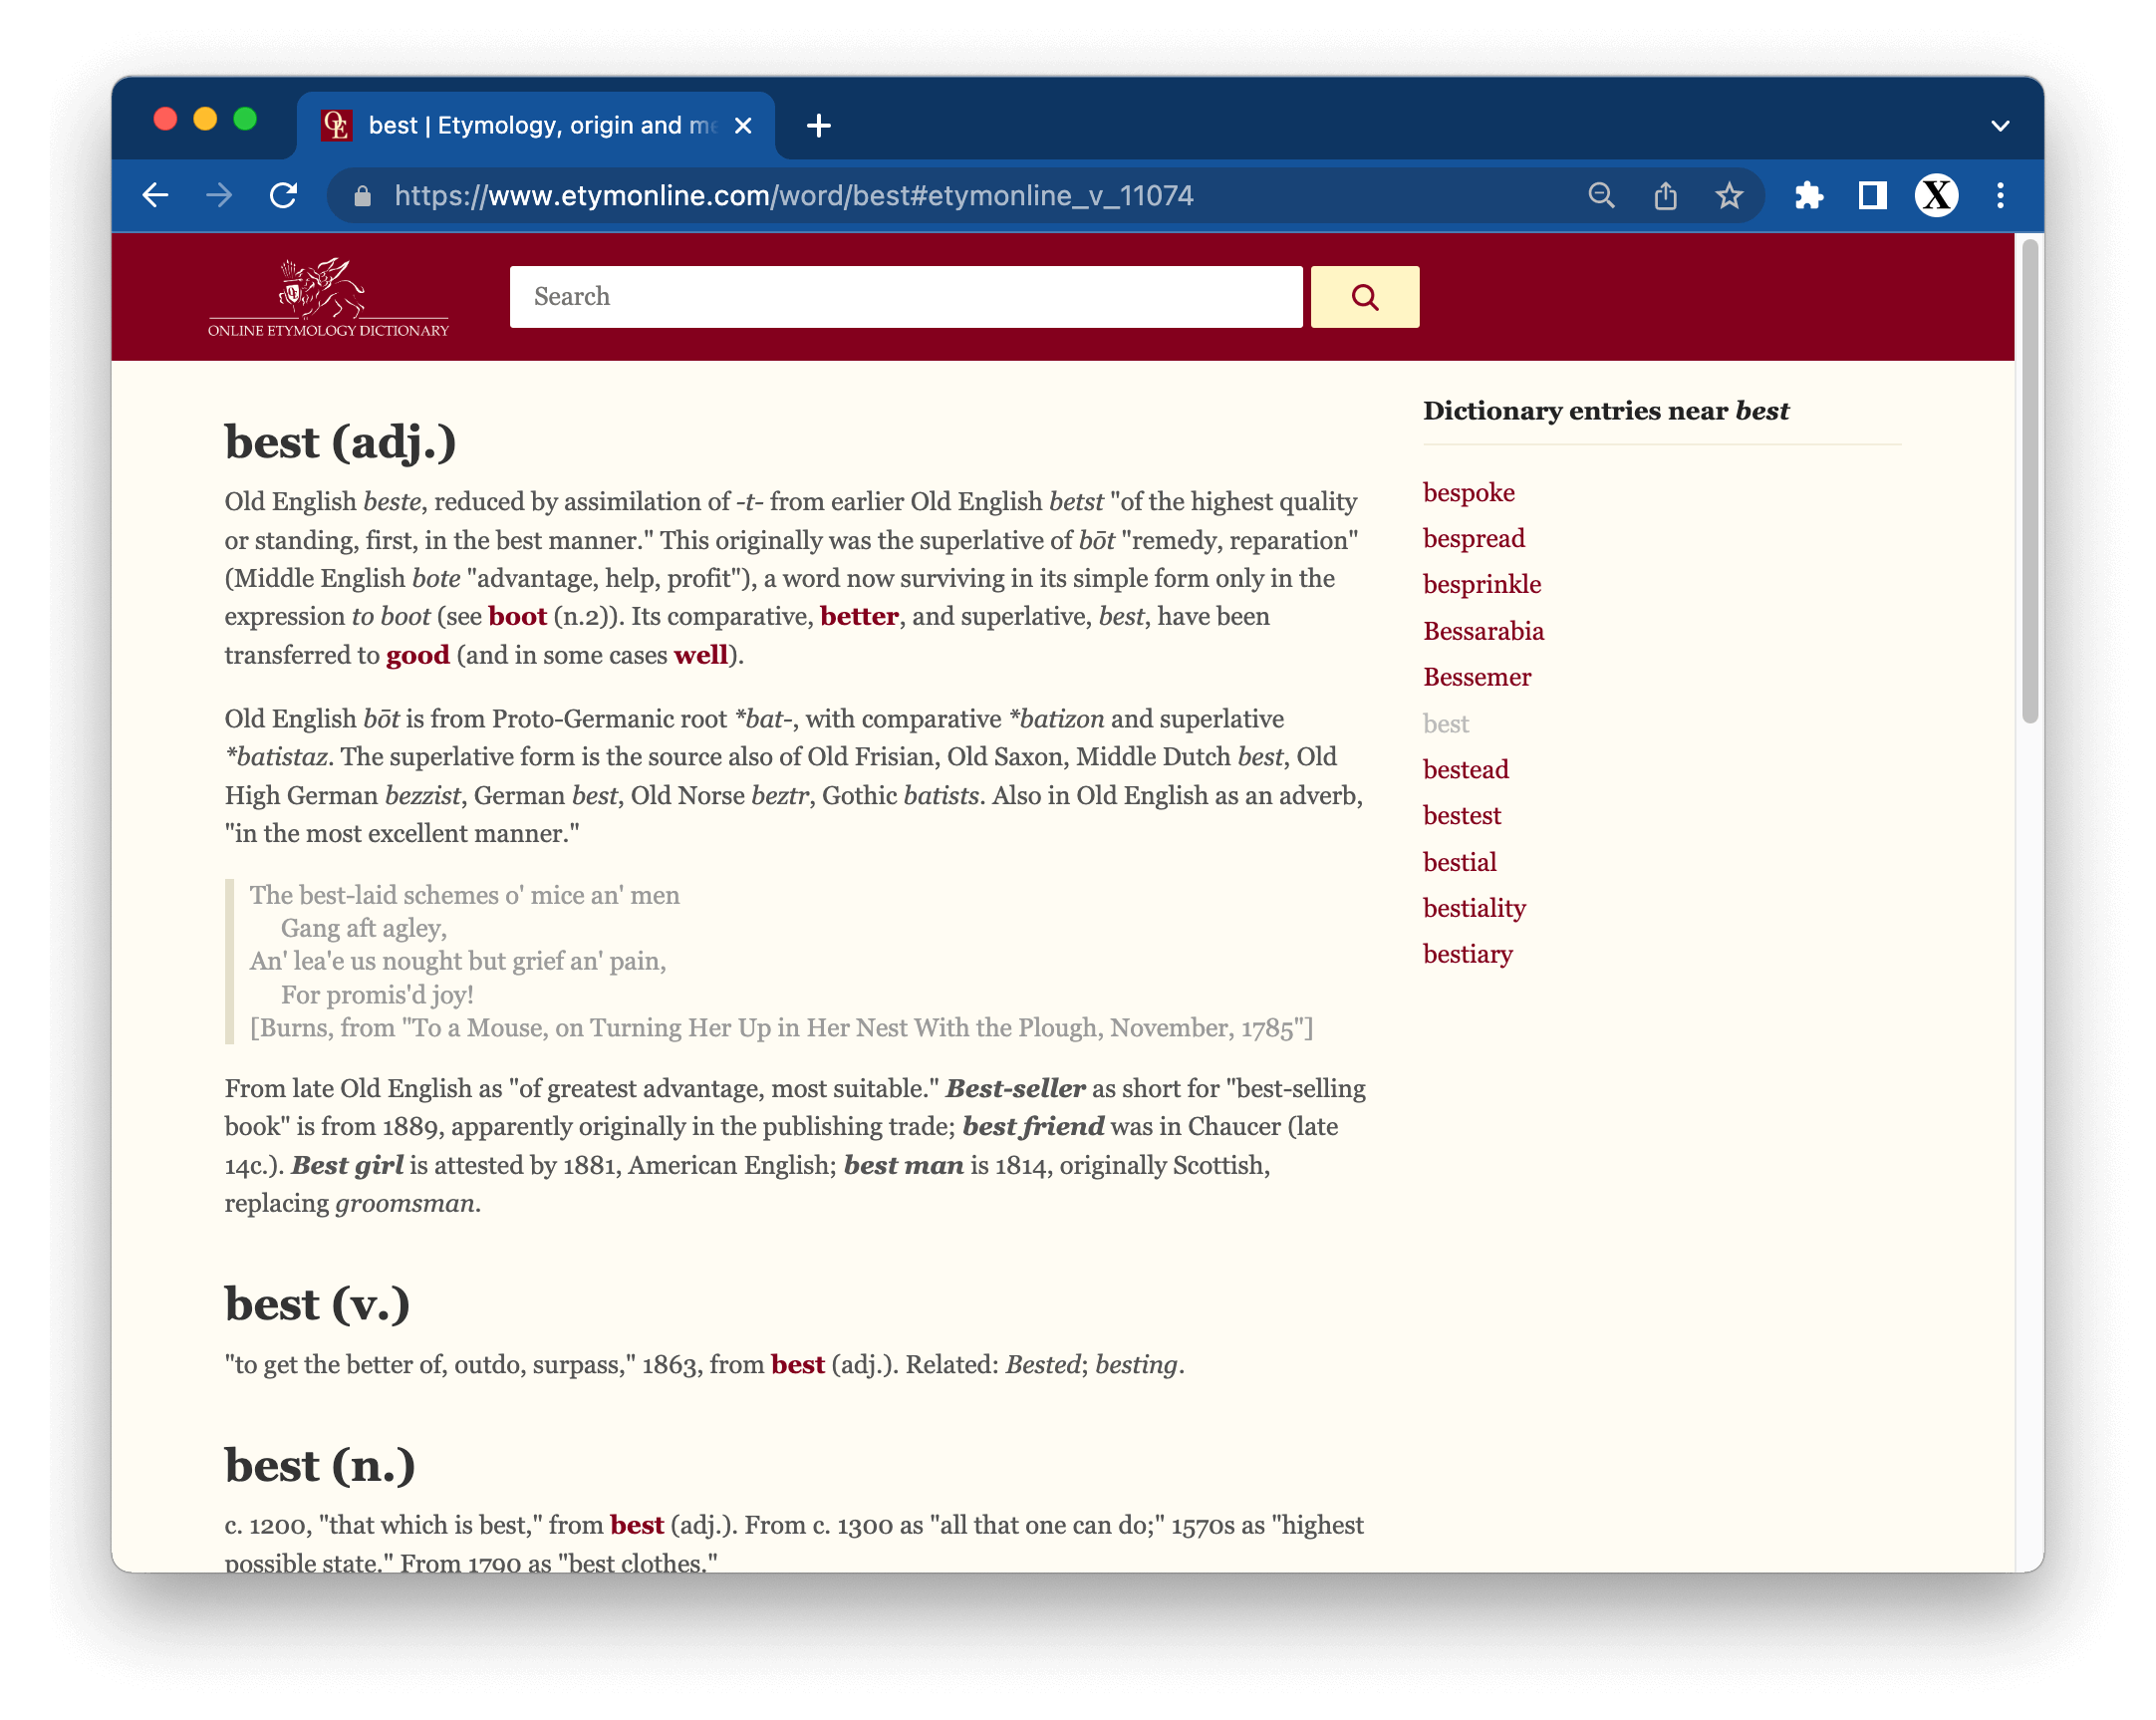 best | Etymology, origin and me
https://www.etymonline.com/word/best#etymonline_v_11074
X
OE
ONLINE ETYMOLOGY DICTIONARY
Search
best (adj.)
Old English beste, reduced by assimilation of -t- from earlier Old English betst "of the highest quality
or standing, first, in the best manner." This originally was the superlative of bōt "remedy, reparation"
(Middle English bote "advantage, help, profit"), a word now surviving in its simple form only in the
expression to boot (see boot (n.2)). Its comparative, better, and superlative, best, have been
transferred to good (and in some cases well).
Old English bōt is from Proto-Germanic root *bat-, with comparative *batizon and superlative
*batistaz. The superlative form is the source also of Old Frisian, Old Saxon, Middle Dutch best, Old
High German bezzist, German best, Old Norse beztr, Gothic batists. Also in Old English as an adverb,
"in the most excellent manner."
The best-laid schemes o' mice an' men
Gang aft agley,
An' lea'e us nought but grief an' pain,
For promis'd joy!
[Burns, from "To a Mouse, on Turning Her Up in Her Nest With the Plough, November, 1785"]
From late Old English as "of greatest advantage, most suitable." Best-seller as short for "best-selling
book" is from 1889, apparently originally in the publishing trade; best friend was in Chaucer (late
14c.). Best girl is attested by 1881, American English; best man is 1814, originally Scottish,
replacing groomsman.
best (v.)
"to get the better of, outdo, surpass," 1863, from best (adj.). Related: Bested; besting.
best (n.)
c. 1200, "that which is best," from best (adj.). From c. 1300 as "all that one can do;" 1570s as "highest
possible state." From 1790 as "best clothes."
Dictionary entries near best
bespoke
bespread
besprinkle
Bessarabia
Bessemer
best
bestead
bestest
bestial
bestiality
bestiary